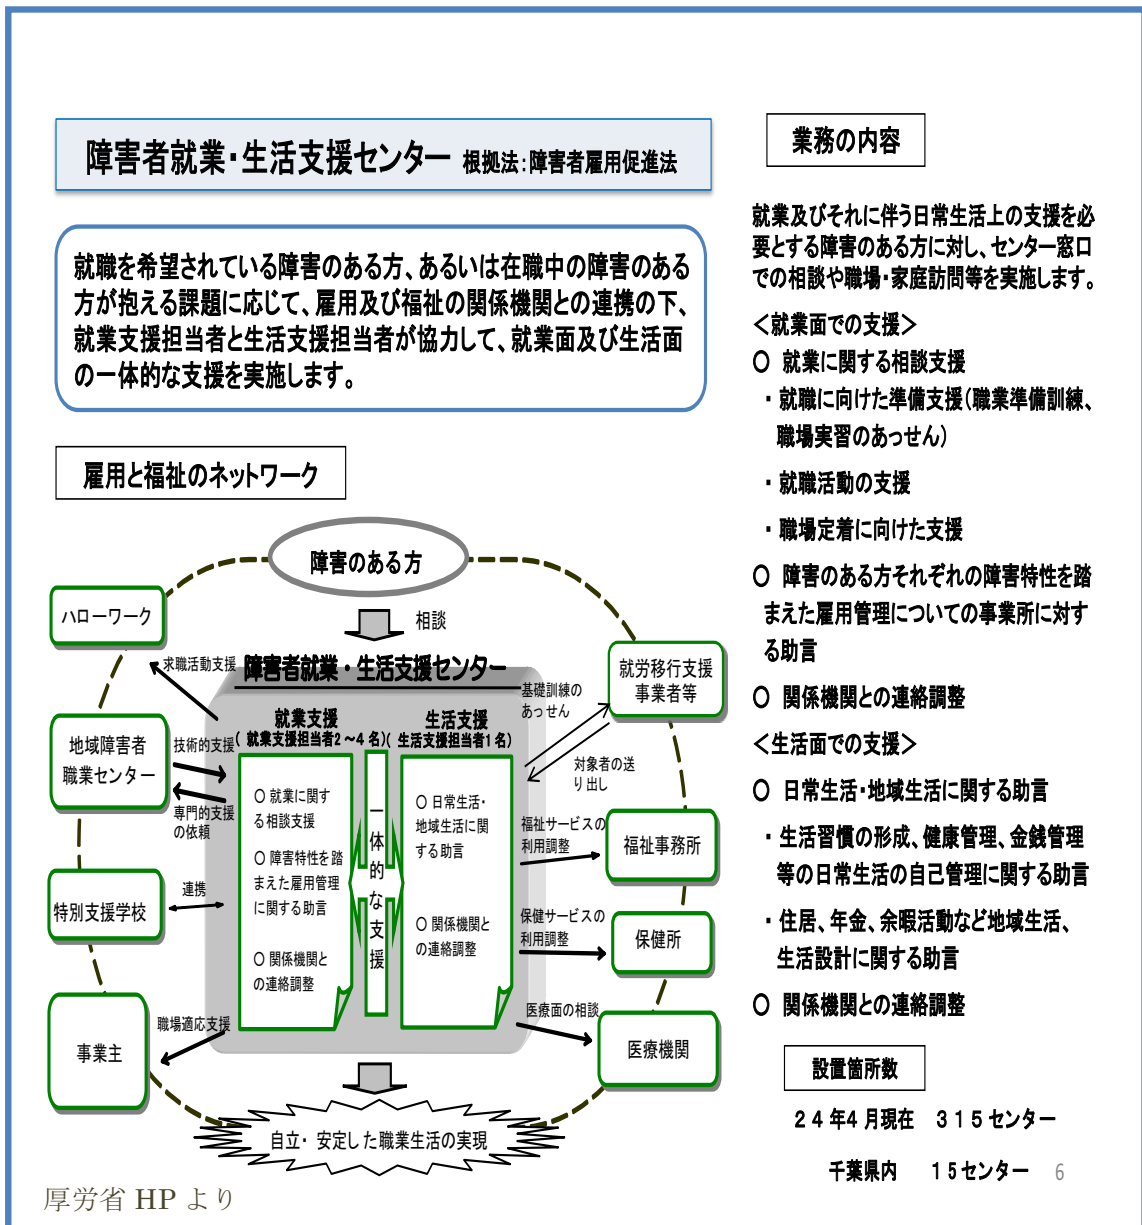 障害者就業・生活支援センター 根拠法:障害者雇用促進法
就職を希望されている障害のある方、あるいは在職中の障害のある
方が抱える課題に応じて、雇用及び福祉の関係機関との連携の下、
就業支援担当者と生活支援担当者が協力して、就業面及び生活面
の一体的な支援を実施します。
雇用と福祉のネットワーク
障害のある方
相談
ハローワーク
求職活動支援
障害者就業・生活支援センター
就業支援
(就業支援担当者2～4名)
生活支援
(生活支援担当者1名)
基礎訓練の
あっせん
就労移行支援
事業者等
対象者の送
り出し
地域障害者
職業センター
技術的支援
専門的支援
の依頼
○ 就業に関す
る相談支援
○ 障害特性を踏
まえた雇用管理
に関する助言
○ 関係機関と
の連絡調整
一
体
的
な
支
援
○ 日常生活・
地域生活に関
する助言
○ 関係機関と
の連絡調整
福祉サービスの
利用調整
福祉事務所
特別支援学校
連携
保健サービスの
利用調整
保健所
事業主
職場適応支援
医療面の相談
医療機関
自立・安定した職業生活の実現
厚労省 HP より
業務の内容
就業及びそれに伴う日常生活上の支援を必
要とする障害のある方に対し、センター窓口
での相談や職場・家庭訪問等を実施します。
＜就業面での支援＞
○ 就業に関する相談支援
・就職に向けた準備支援(職業準備訓練、
職場実習のあっせん)
・就職活動の支援
・職場定着に向けた支援
○ 障害のある方それぞれの障害特性を踏
まえた雇用管理についての事業所に対す
る助言
○ 関係機関との連絡調整
＜生活面での支援＞
○ 日常生活・地域生活に関する助言
・生活習慣の形成、健康管理、金銭管理
等の日常生活の自己管理に関する助言
・住居、年金、余暇活動など地域生活、
生活設計に関する助言
○ 関係機関との連絡調整
設置箇所数
２４年4月現在 ３１５センター
千葉県内 １５センター
6